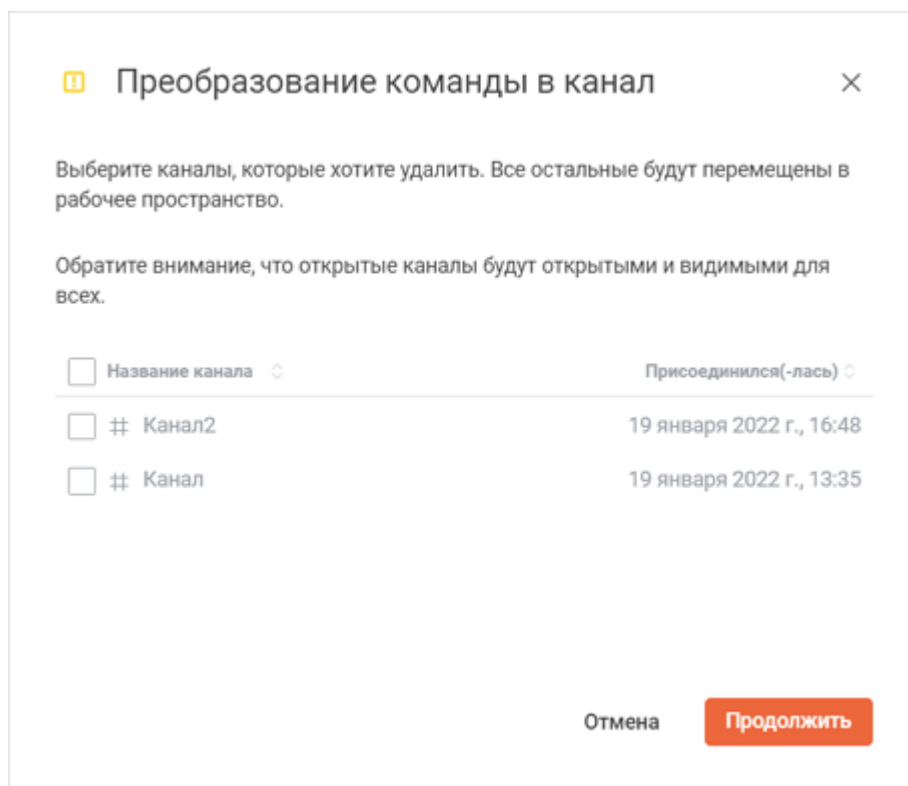 Преобразование команды в канал
Выберите каналы, которые хотите удалить. Все остальные будут перемещены в
рабочее пространство.
Обратите внимание, что открытые каналы будут открытыми и видимыми для
всех.
Название канала Присоединился(-лась)
# Канал2 19 января 2022 г., 16:48
# Канал 19 января 2022 г., 13:35
Отмена Продолжить